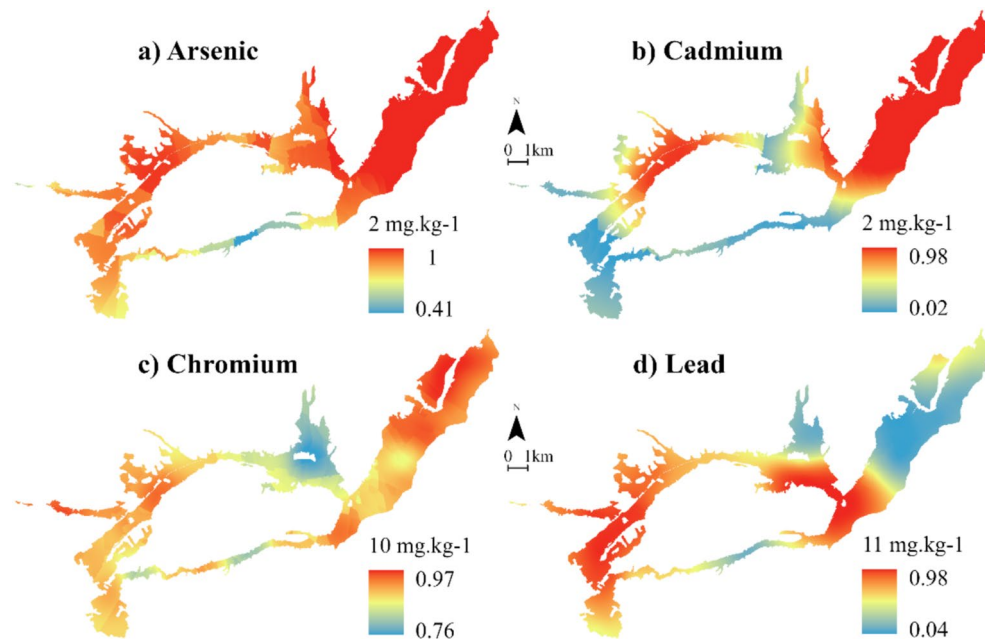 a) Arsenic
b) Cadmium
N
0 1km
2 mg.kg-1
1
0.41
2 mg.kg-1
0.98
0.02
c) Chromium
d) Lead
N
0 1km
10 mg.kg-1
0.97
0.76
11 mg.kg-1
0.98
0.04